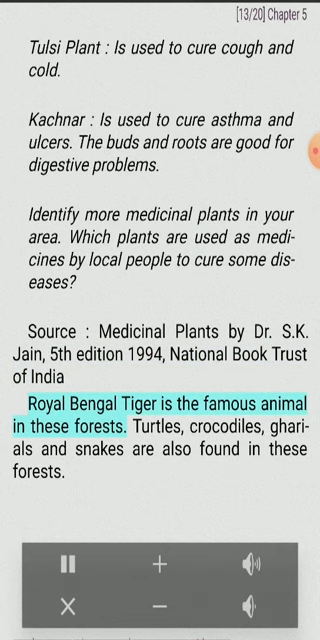 [13/20] Chapter 5
Tulsi Plant : Is used to cure cough and
cold.
Kachnar : Is used to cure asthma and
ulcers. The buds and roots are good for
digestive problems.
Identify more medicinal plants in your
area. Which plants are used as medi-
cines by local people to cure some dis-
eases?
Source : Medicinal Plants by Dr. S.K.
Jain, 5th edition 1994, National Book Trust
of India
Royal Bengal Tiger is the famous animal
in these forests. Turtles, crocodiles, ghari-
als and snakes are also found in these
forests.